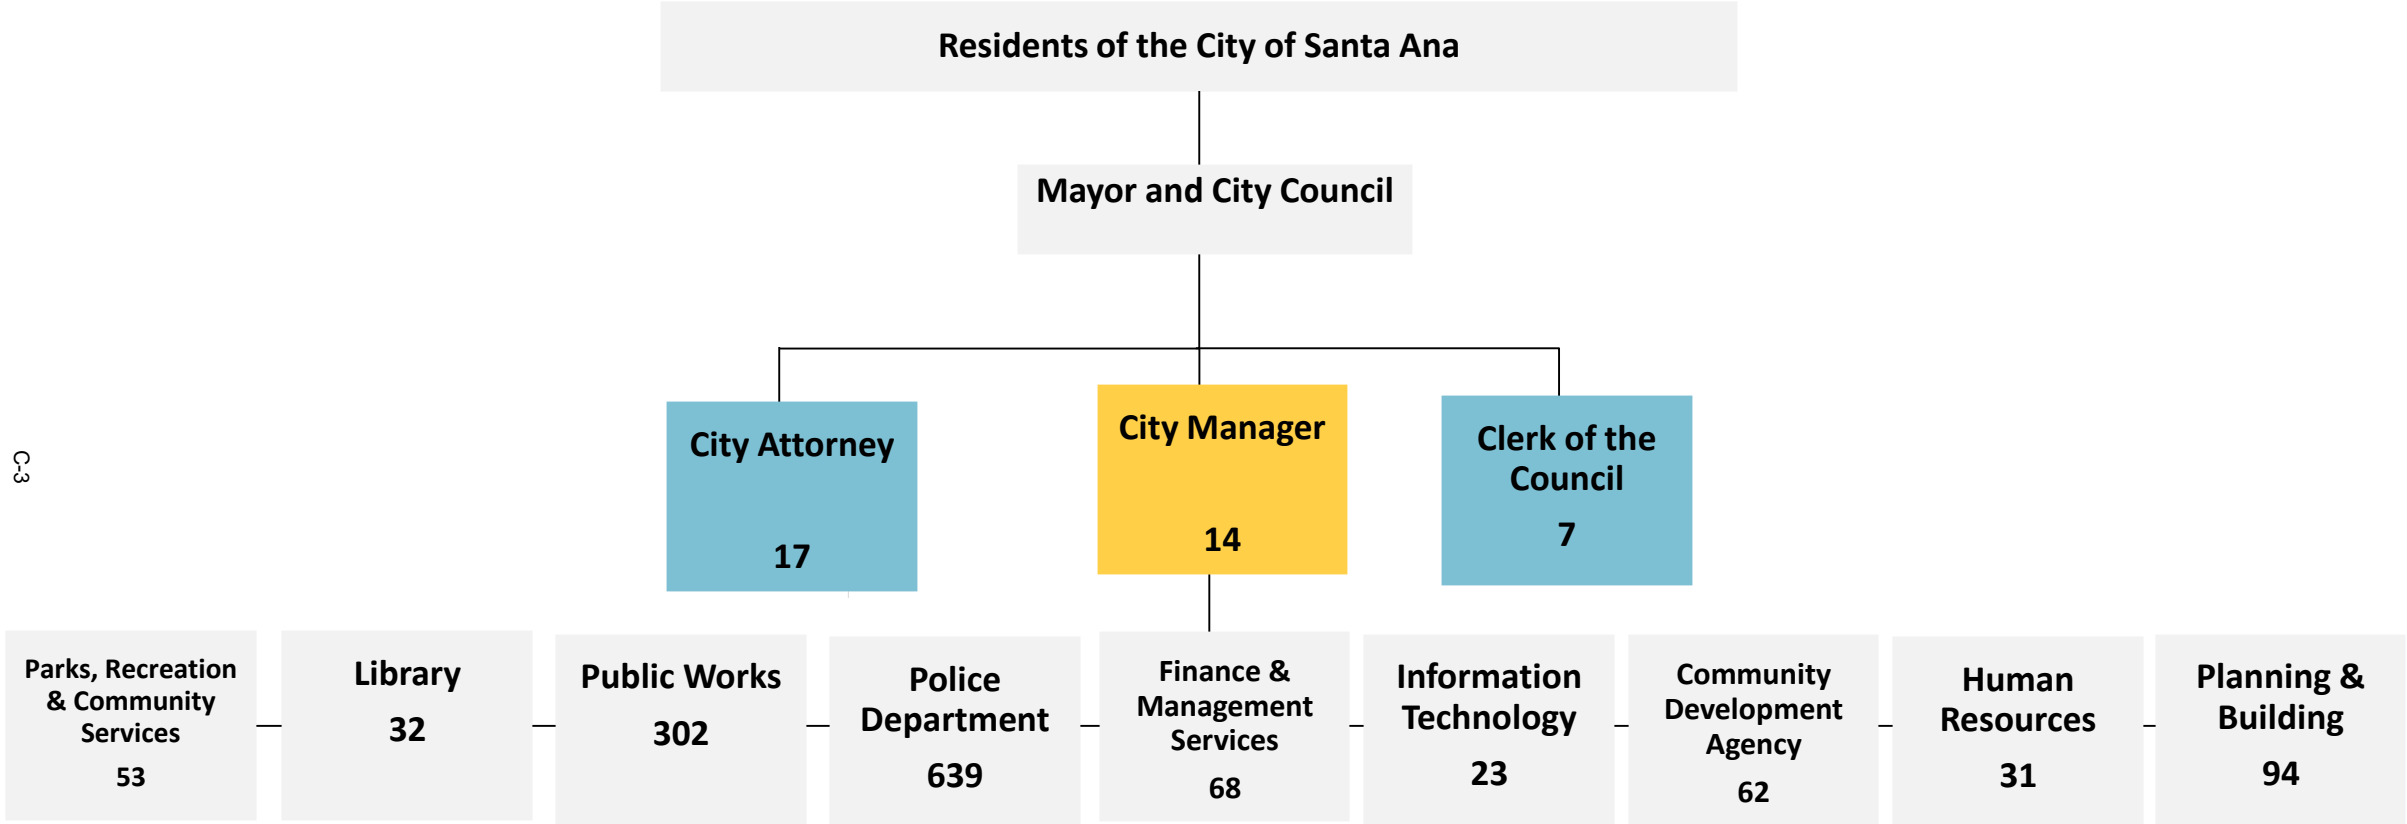 Residents of the City of Santa Ana
Mayor and City Council
City Attorney
17
City Manager
14
Clerk of the
Council
7
C-3
Parks, Recreation
& Community
Services
53
Library
32
Public Works
302
Police
Department
639
Finance &
Management
Services
68
Information
Technology
23
Community
Development
Agency
62
Human
Resources
31
Planning &
Building
94